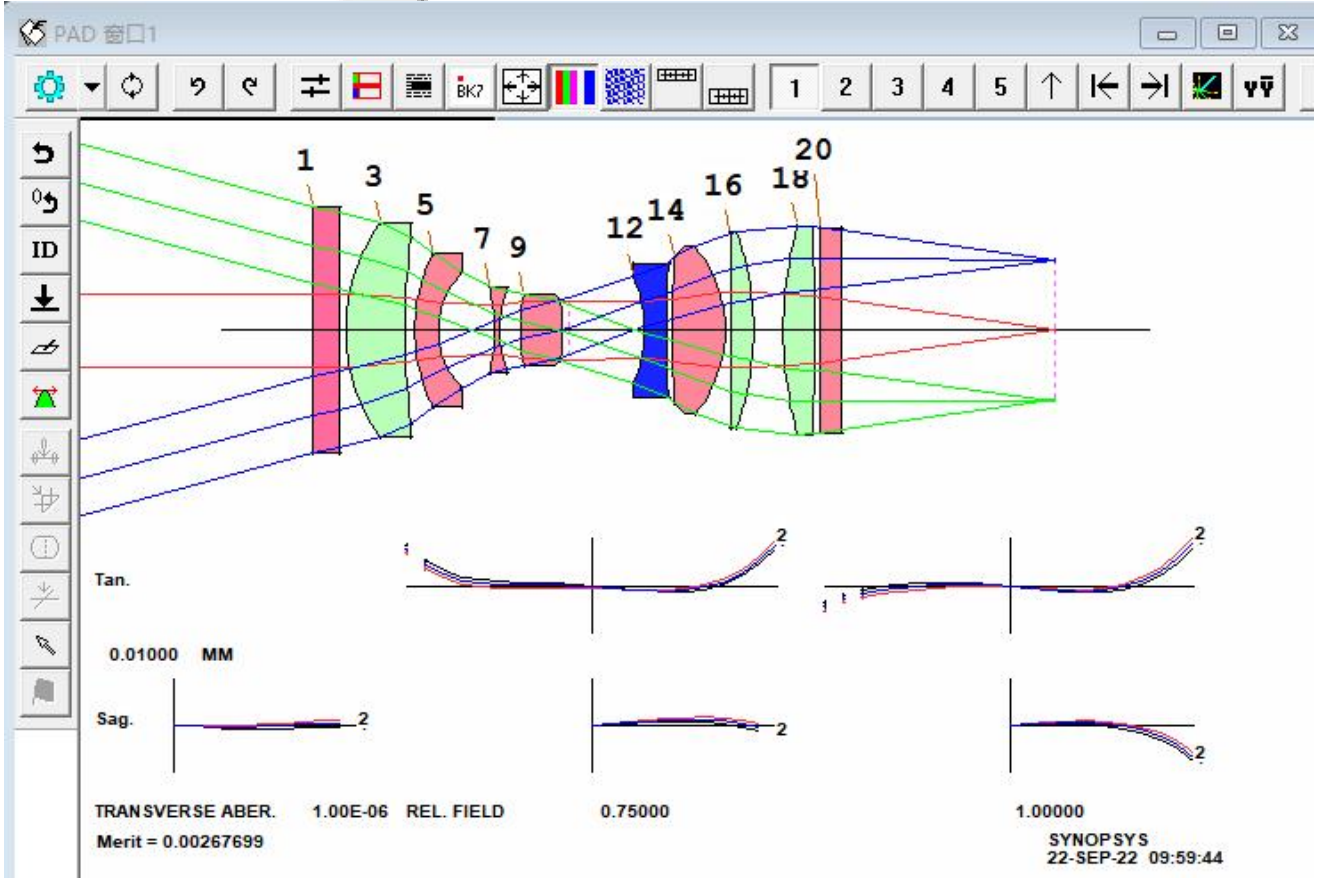 PAD 窗口1
BK7 1 2 3 4 5 yȳ
ID
1 3 5 7 9 12 14 16 18 20
2 2
Tan.
0.01000 MM
Sag. 2 2 2
TRANSVERSE ABER. 1.00E-06 REL. FIELD 0.75000 1.00000
Merit = 0.00267699
SYNOPSYS
22-SEP-22 09:59:44